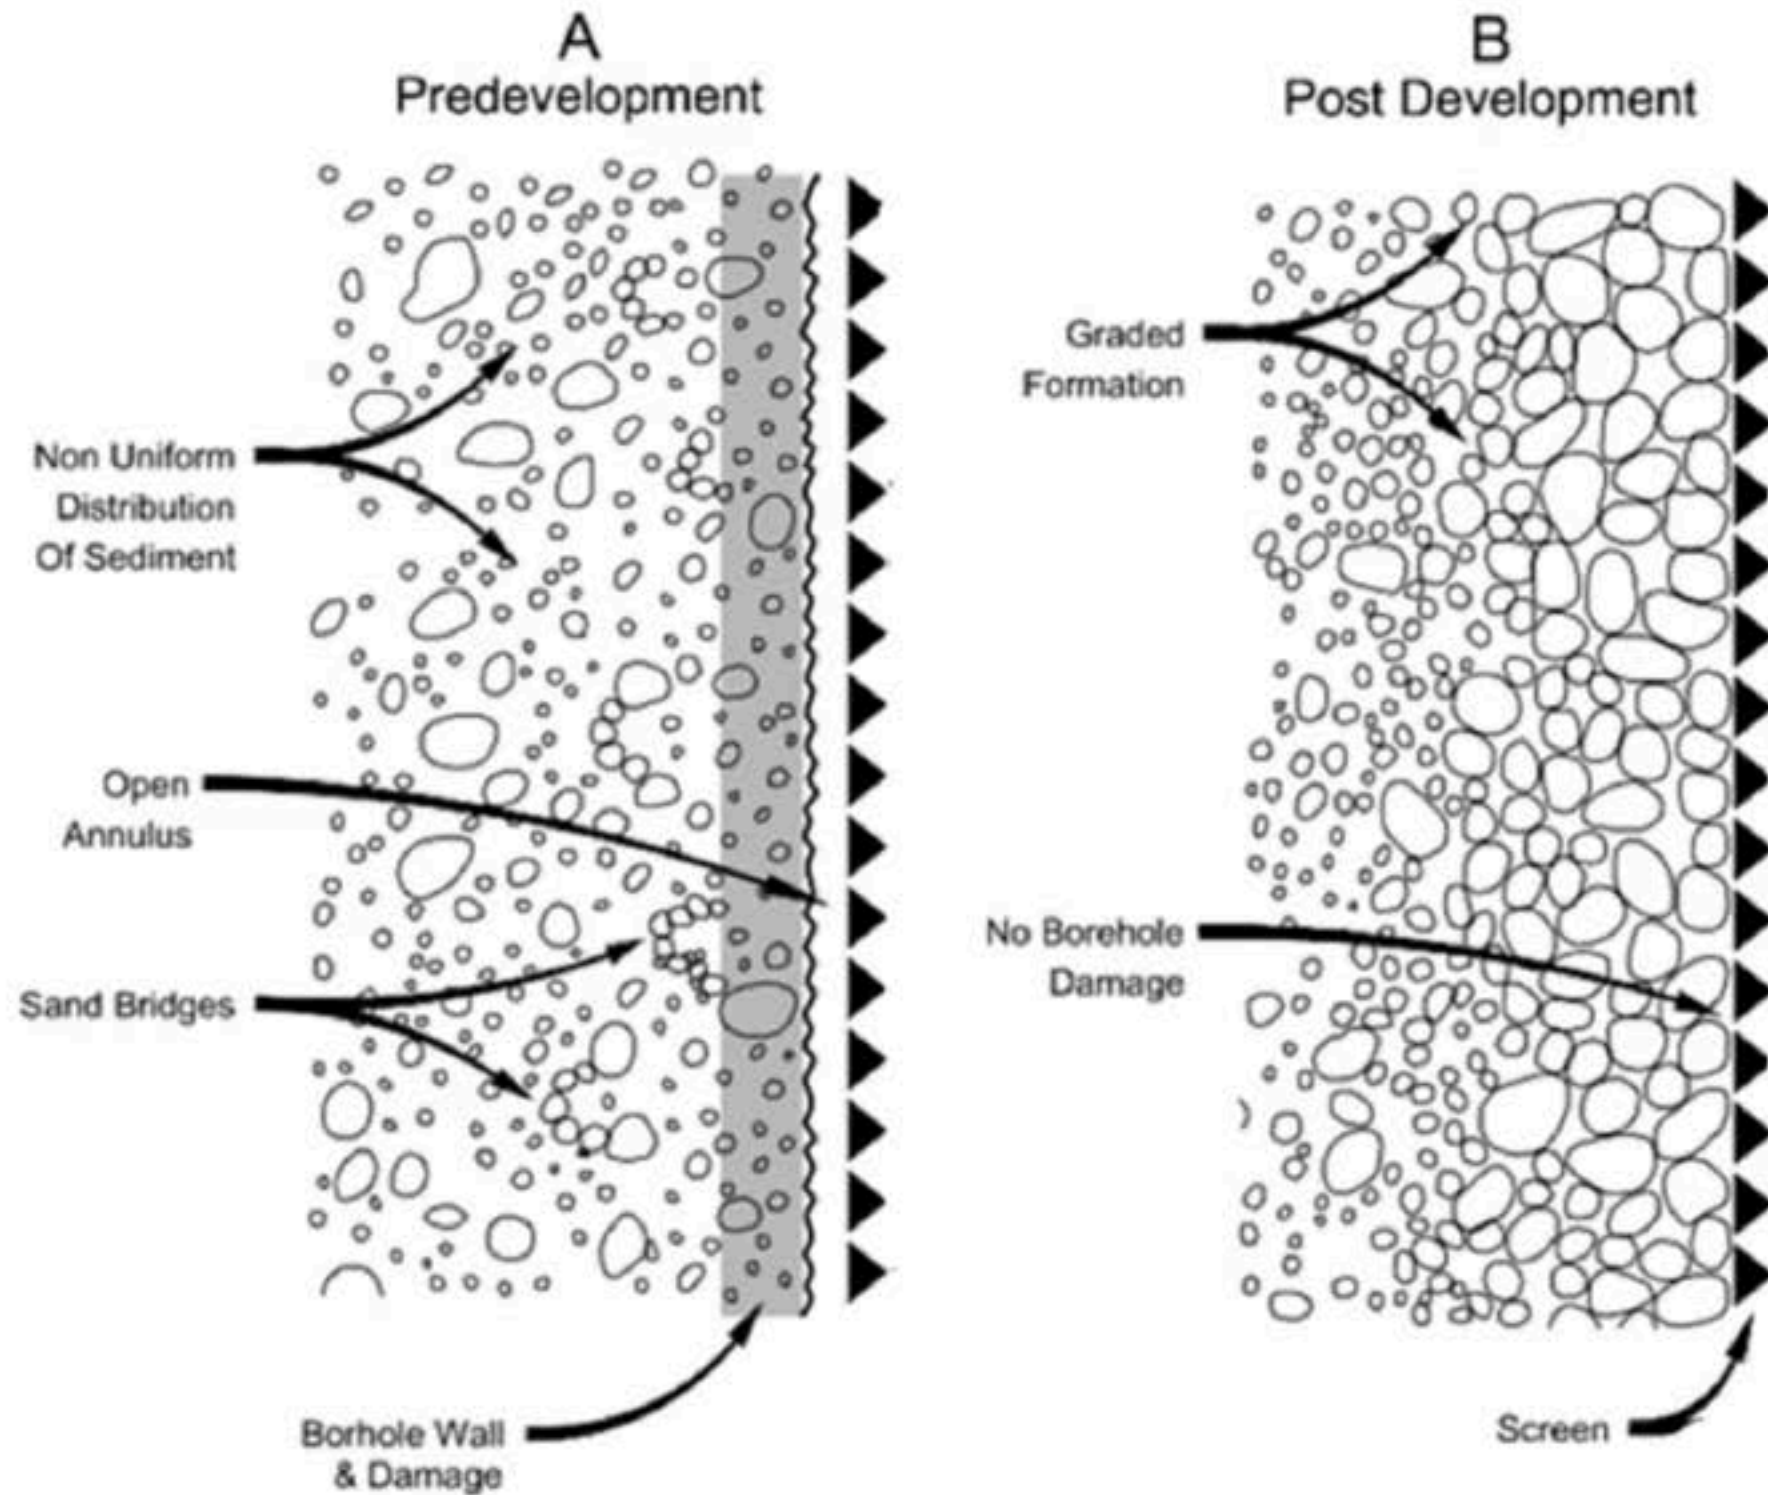 A
Predevelopment
Non Uniform
Distribution
Of Sediment
Open
Annulus
Sand Bridges
Borhole Wall
& Damage
B
Post Development
Graded
Formation
No Borehole
Damage
Screen